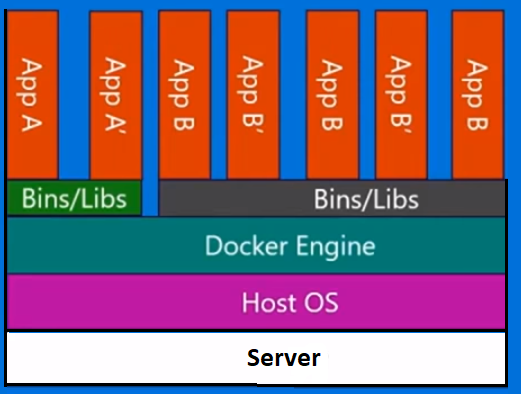 App A
App A'
App B
App B'
App B
App B'
App B
Bins/Libs
Bins/Libs
Docker Engine
Host OS
Server